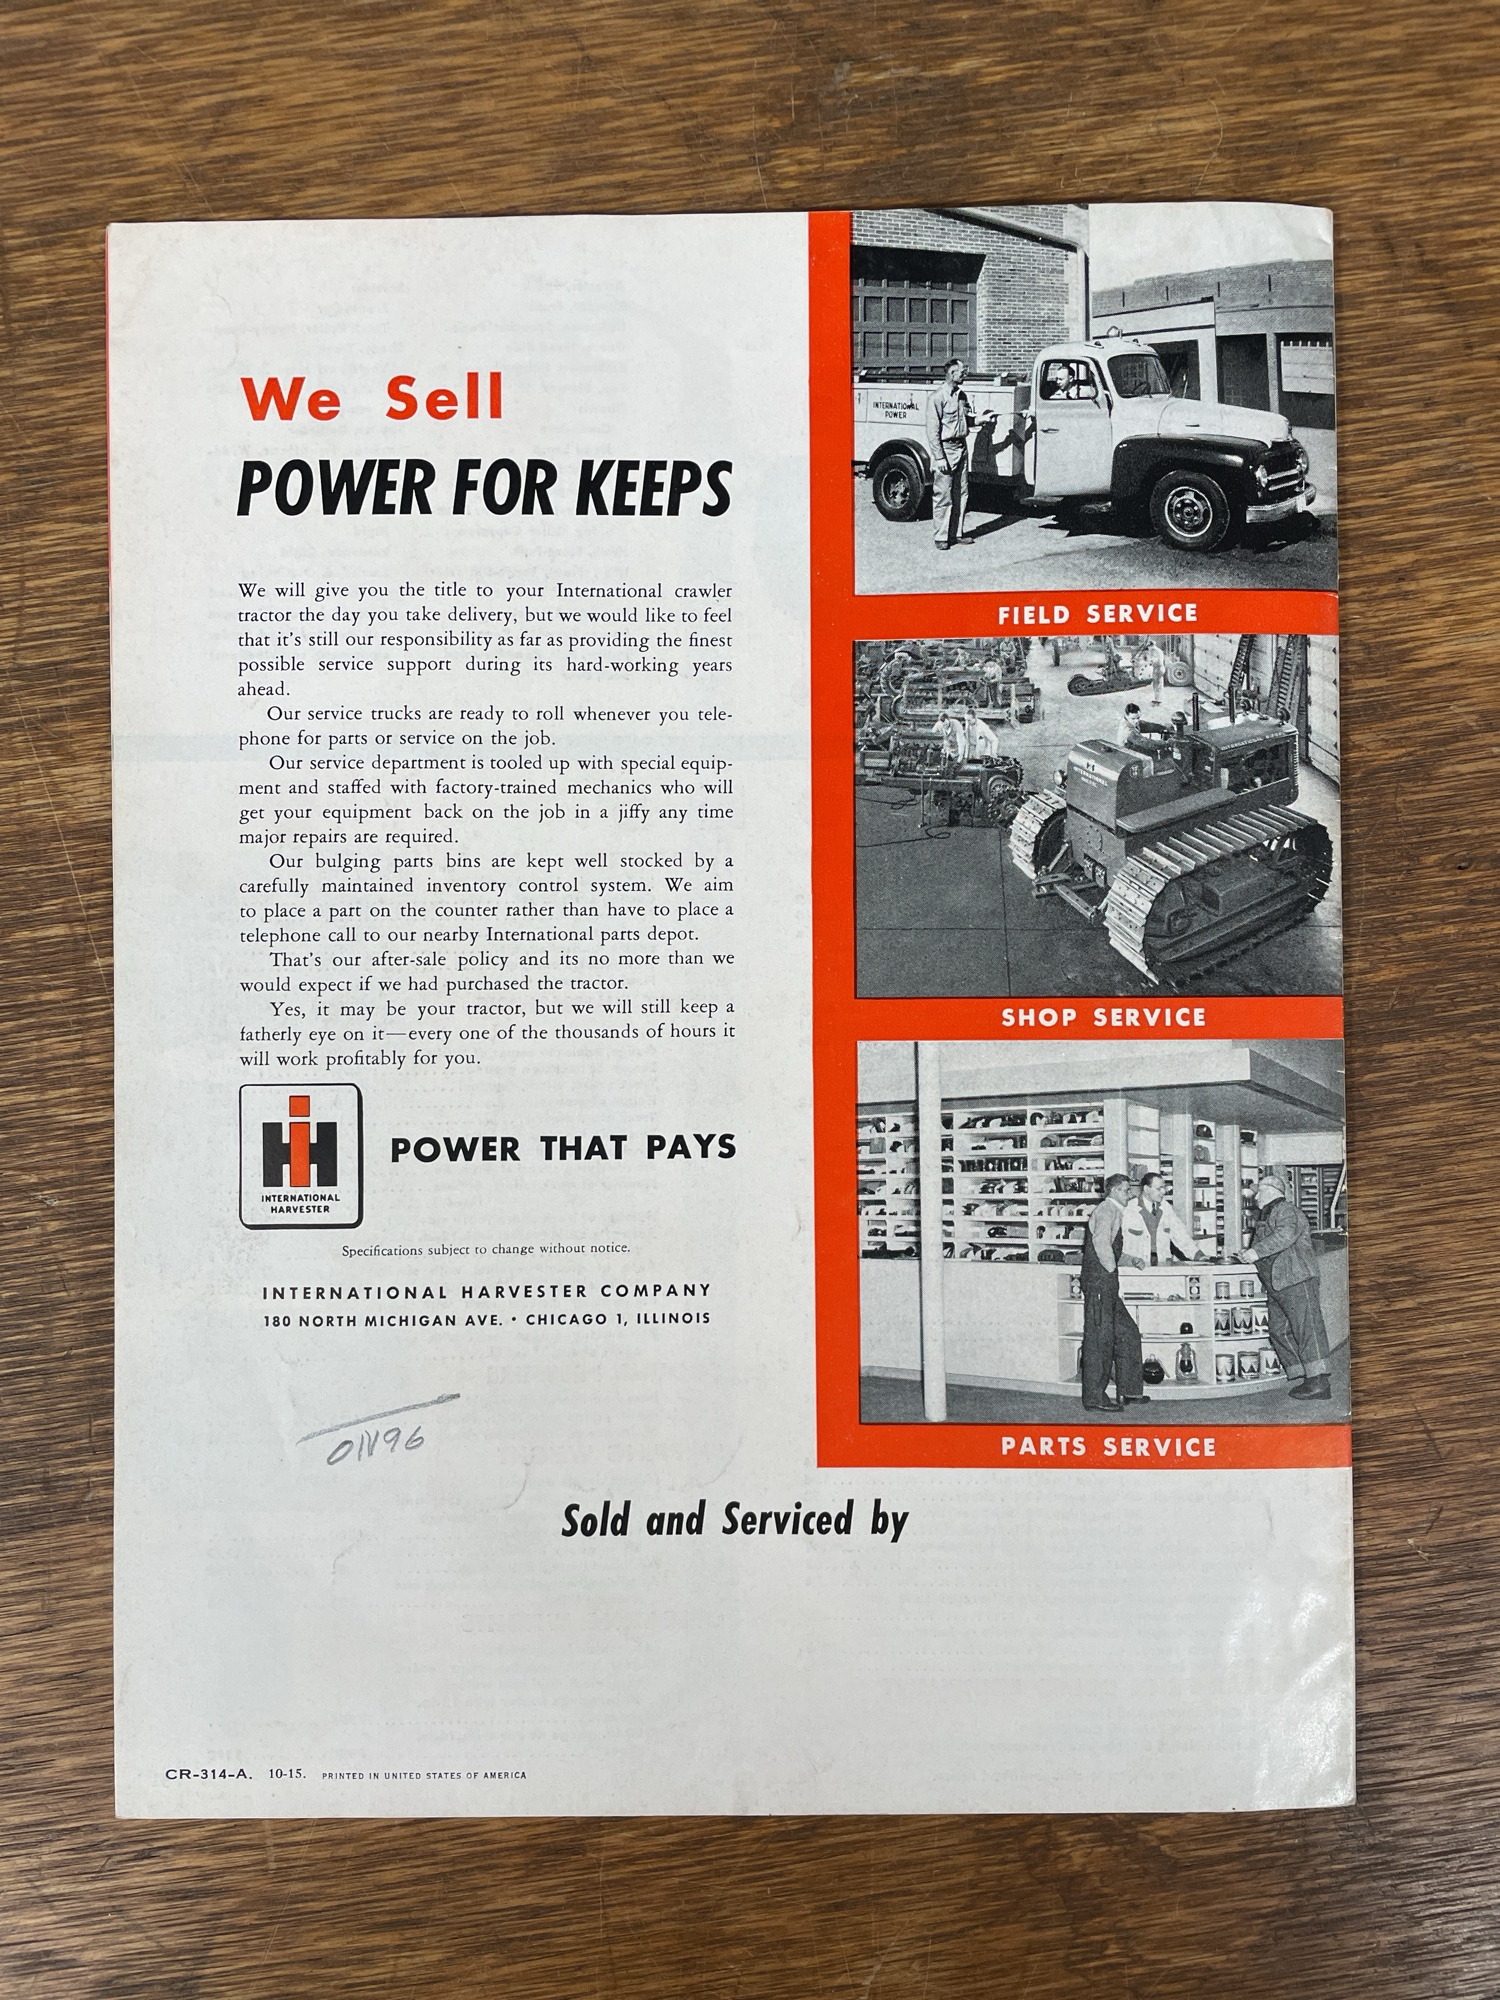 We Sell
POWER FOR KEEPS
We will give you the title to your International crawler
tractor the day you take delivery, but we would like to feel
that it's still our responsibility as far as providing the finest
possible service support during its hard-working years
ahead.
Our service trucks are ready to roll whenever you tele-
phone for parts or service on the job.
Our service department is tooled up with special equip-
ment and staffed with factory-trained mechanics who will
get your equipment back on the job in a jiffy any time
major repairs are required.
Our bulging parts bins are kept well stocked by a
carefully maintained inventory control system. We aim
to place a part on the counter rather than have to place a
telephone call to our nearby International parts depot.
That's our after-sale policy and its no more than we
would expect if we had purchased the tractor.
Yes, it may be your tractor, but we will still keep a
fatherly eye on it—every one of the thousands of hours it
will work profitably for you.
IH
INTERNATIONAL
HARVESTER
POWER THAT PAYS
Specifications subject to change without notice.
INTERNATIONAL HARVESTER COMPANY
180 NORTH MICHIGAN AVE. • CHICAGO 1, ILLINOIS
INTERNATIONAL
POWER
FIELD SERVICE
INTERNATIONAL
SHOP SERVICE
PARTS SERVICE
Sold and Serviced by
CR-314-A. 10-15. PRINTED IN UNITED STATES OF AMERICA